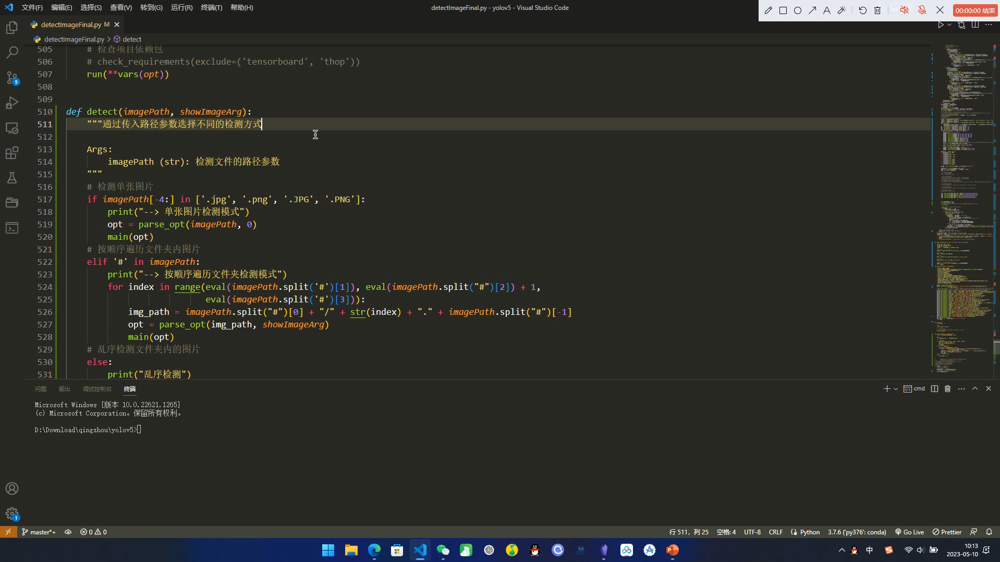 文件(F) 编辑(E) 选择(S) 查看(V) 转到(G) 运行(R) 终端(T) 帮助(H)
detectImageFinal.py - yolov5 - Visual Studio Code
00:00:00 结束
detectImageFinal.py M
detectImageFinal.py > detect
505 # 检查项目依赖包
506 # check_requirements(exclude=('tensorboard', 'thop'))
507 run(**vars(opt))
508
509
510 def detect(imagePath, showImageArg):
511 """通过传入路径参数选择不同的检测方式
512
513 Args:
514 imagePath (str): 检测文件的路径参数
515 """
516 # 检测单张图片
517 if imagePath[-4:] in ['.jpg', '.png', '.JPG', '.PNG']:
518 print("--> 单张图片检测模式")
519 opt = parse_opt(imagePath, 0)
520 main(opt)
521 # 按顺序遍历文件夹内图片
522 elif '#' in imagePath:
523 print("--> 按顺序遍历文件夹检测模式")
524 for index in range(eval(imagePath.split('#')[1]), eval(imagePath.split("#")[2]) + 1,
525 eval(imagePath.split('#')[3])):
526 img_path = imagePath.split("#")[0] + "/" + str(index) + "." + imagePath.split("#")[-1]
527 opt = parse_opt(img_path, showImageArg)
528 main(opt)
529 # 乱序检测文件夹内的图片
530 else:
531 print("乱序检测")
问题 输出 调试控制台 终端
cmd
Microsoft Windows [版本 10.0.22621.1265]
(c) Microsoft Corporation。保留所有权利。
D:\Download\qingzhou\yolov5>
9
1
master*+ 0 0
行 511，列 25 空格: 4 UTF-8 CRLF Python 3.7.6 ('py376': conda) Go Live Prettier
中
10:13
2023-05-10